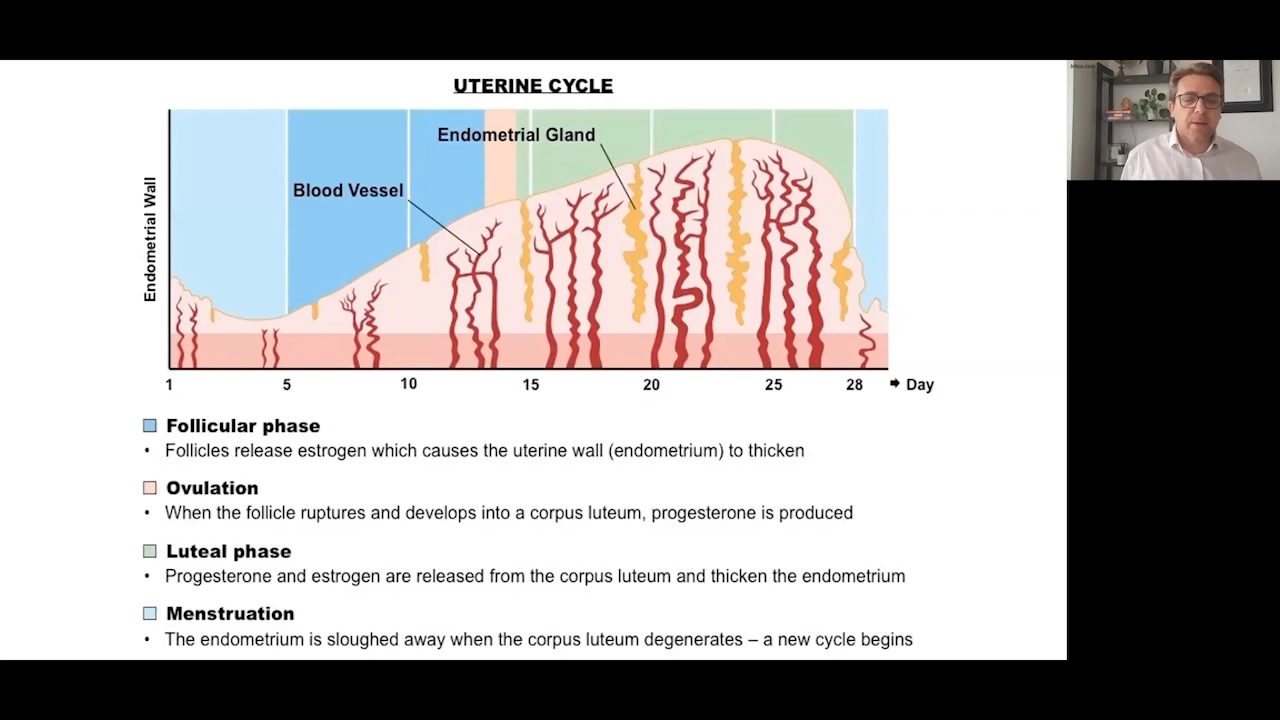 UTERINE CYCLE
Endometrial Gland
Blood Vessel
Endometrial Wall
1 5 10 15 20 25 28 Day
Follicular phase
• Follicles release estrogen which causes the uterine wall (endometrium) to thicken
Ovulation
• When the follicle ruptures and develops into a corpus luteum, progesterone is produced
Luteal phase
• Progesterone and estrogen are released from the corpus luteum and thicken the endometrium
Menstruation
• The endometrium is sloughed away when the corpus luteum degenerates – a new cycle begins